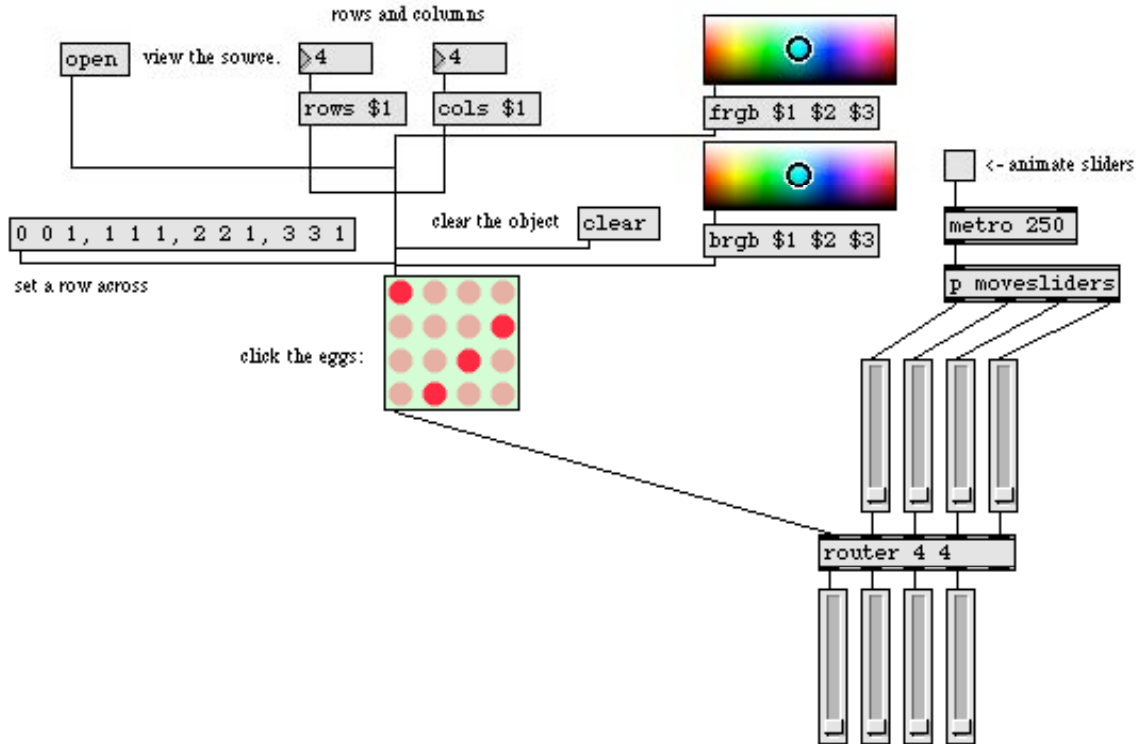 rows and columns
open
view the source.
4
4
rows $1
cols $1
frgb $1 $2 $3
<- animate sliders
0 0 1, 1 1 1, 2 2 1, 3 3 1
clear the object
clear
brgb $1 $2 $3
metro 250
set a row across
p movesliders
click the eggs:
router 4 4